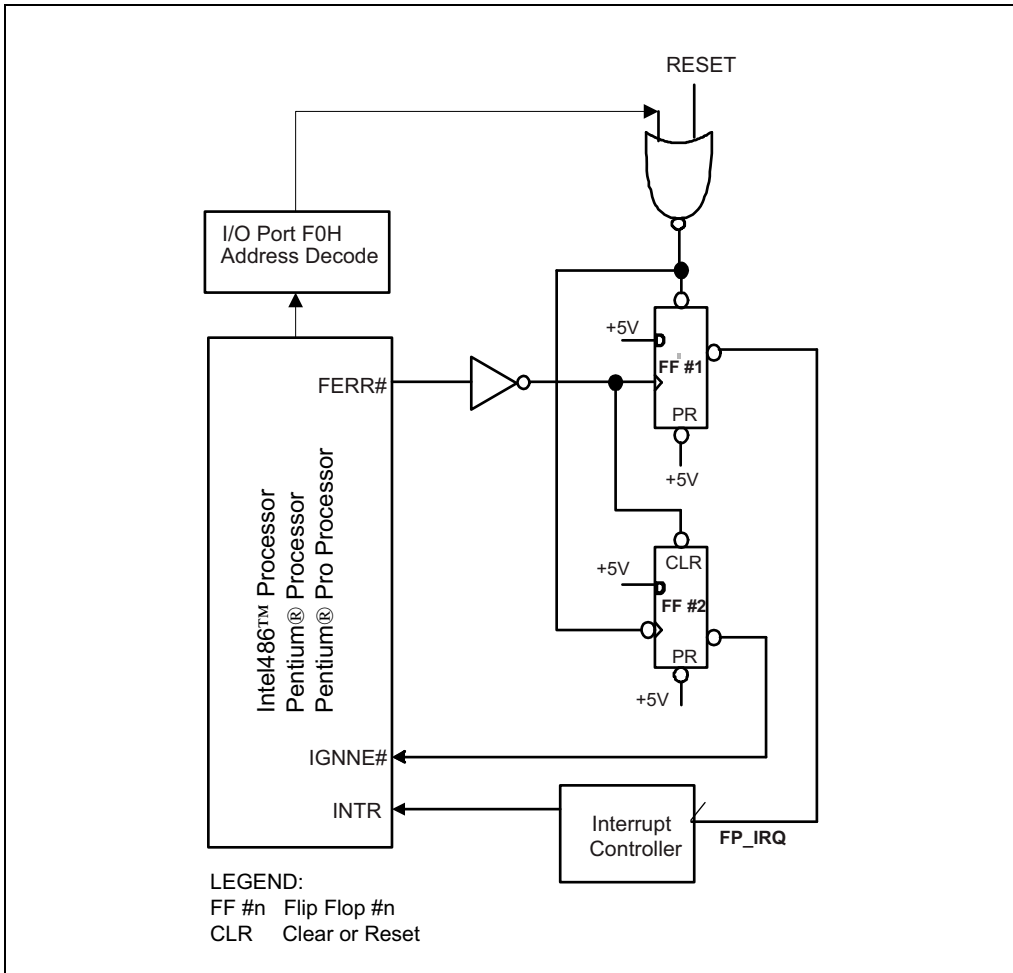 RESET
I/O Port F0H
Address Decode
+5V
FF #1
FERR#
PR
+5V
Intel486™ Processor
Pentium® Processor
Pentium® Pro Processor
CLR
+5V
FF #2
PR
+5V
IGNNE#
INTR
Interrupt
Controller
FP_IRQ
LEGEND:
FF #n Flip Flop #n
CLR Clear or Reset